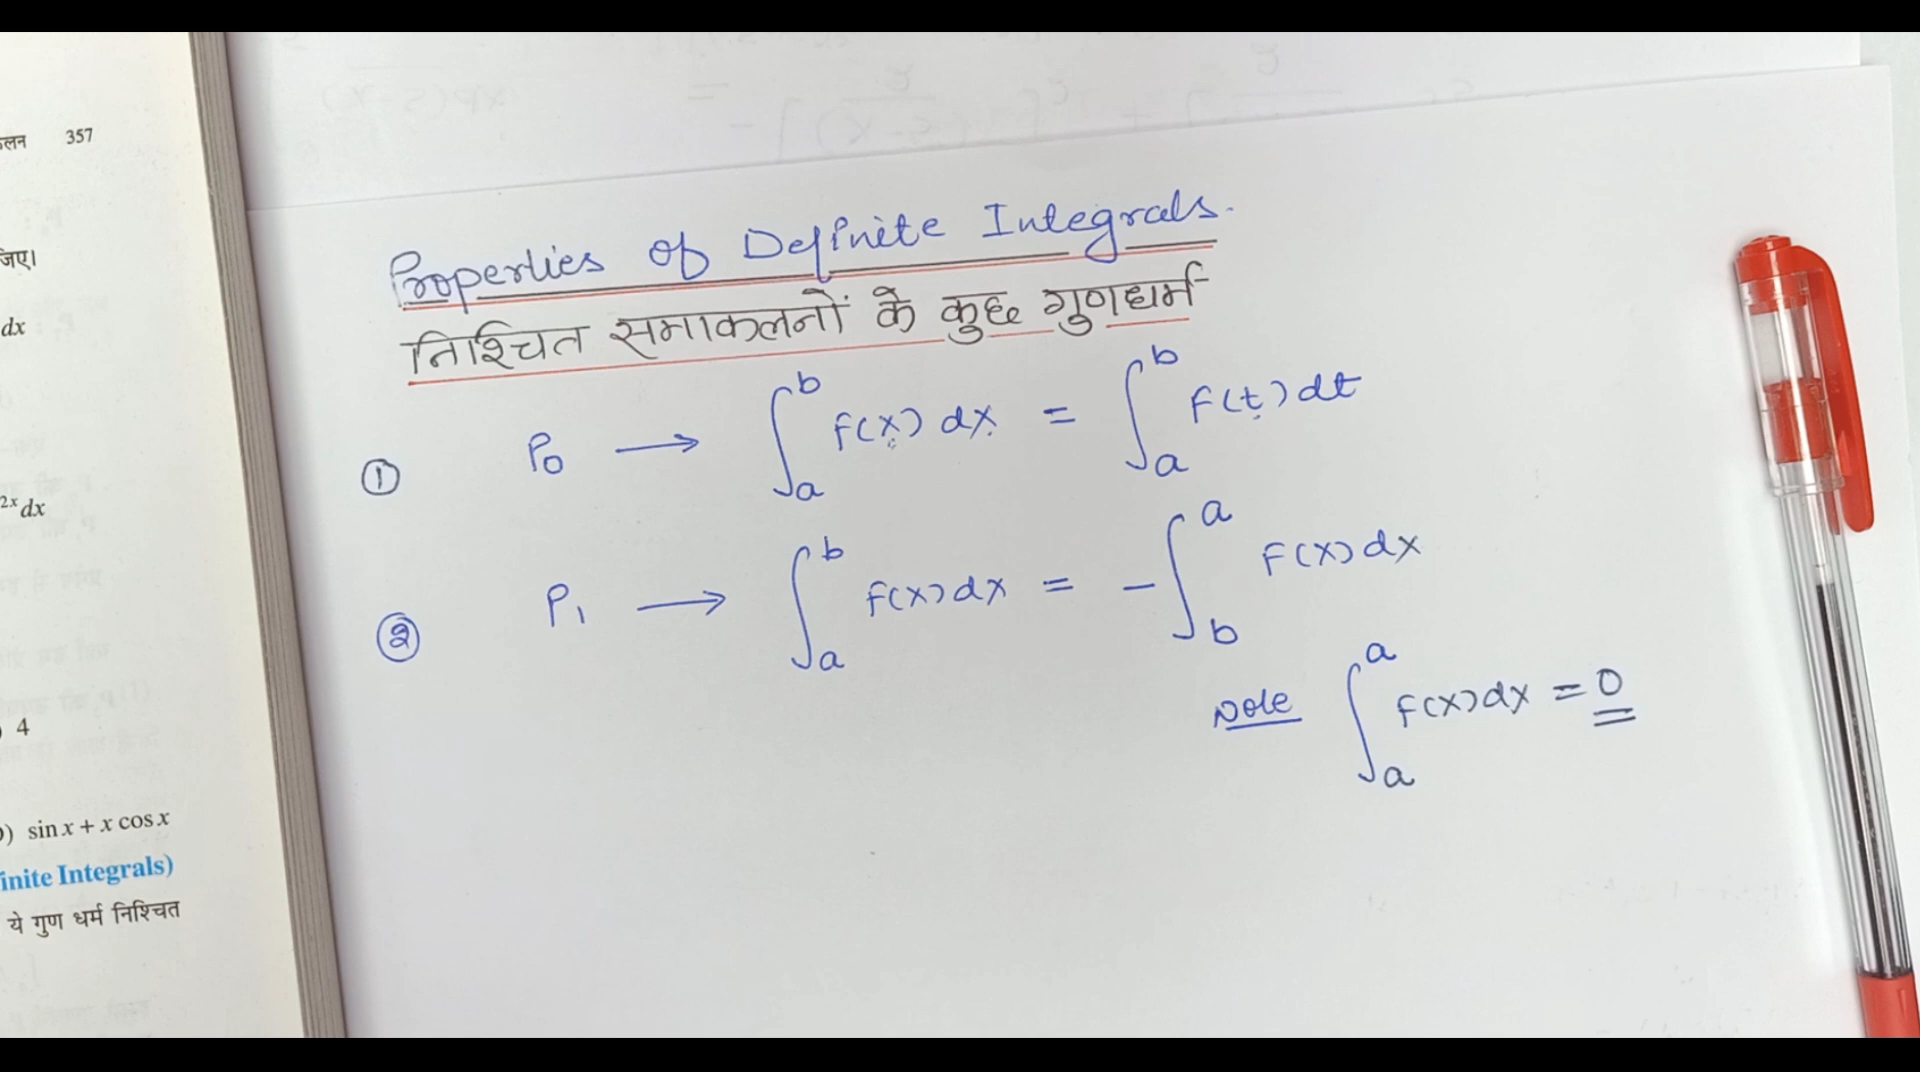 357
जिए।
dx
2x dx
4
sin x + x cos x
inite Integrals)
ये गुण धर्म निश्चित
Properties of Definite Integrals.
निश्चित समाकलनों के कुछ गुणधर्म
① P₀ → ∫ₐᵇ f(x) dx = ∫ₐᵇ f(t) dt
② P₁ → ∫ₐᵇ f(x) dx = -∫_b^a f(x) dx
Note ∫ₐᵃ f(x) dx = 0